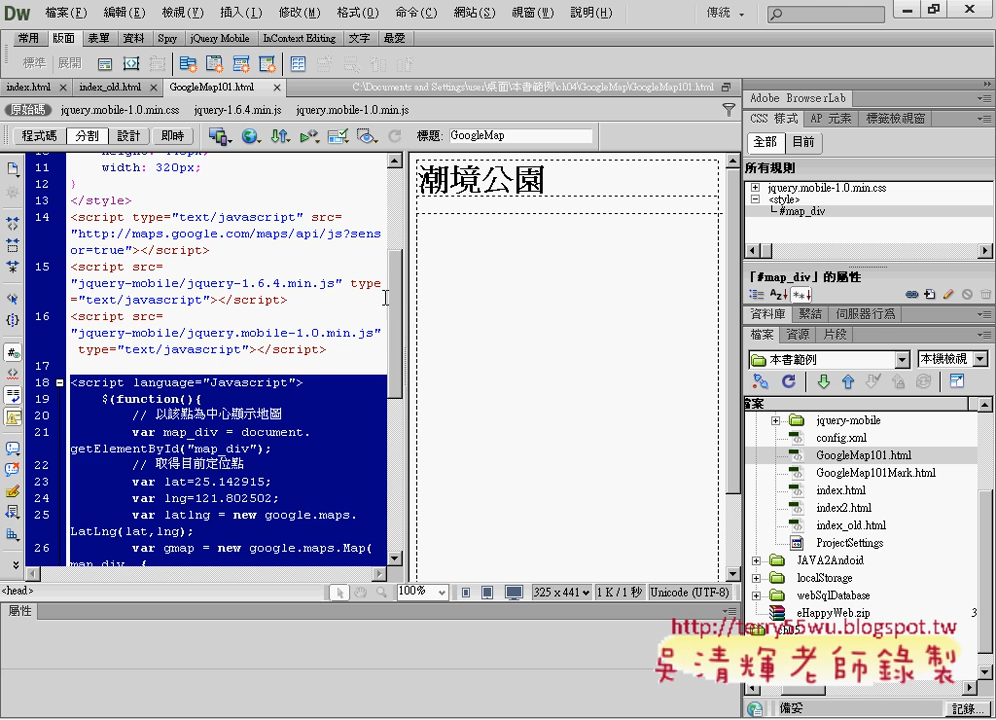 Dw 檔案(F) 編輯(E) 檢視(V) 插入(I) 修改(M) 格式(O) 命令(C) 網站(S) 視窗(W) 說明(H) 傳統
常用 版面 表單 資料 Spry jQuery Mobile InContext Editing 文字 最愛
標準 展開
index.html index_old.html GoogleMap101.html C:\Documents and Settings\user\桌面\本書範例\ch04\GoogleMap\GoogleMap101.html
原始碼 jquery.mobile-1.0.min.css jquery-1.6.4.min.js jquery.mobile-1.0.min.js
程式碼 分割 設計 即時 標題: GoogleMap
11 width: 320px;
12 }
13 </style>
14 <script type="text/javascript" src=
"http://maps.google.com/maps/api/js?sens
or=true"></script>
15 <script src=
"jquery-mobile/jquery-1.6.4.min.js" type
="text/javascript"></script>
16 <script src=
"jquery-mobile/jquery.mobile-1.0.min.js"
type="text/javascript"></script>
17
18 <script language="Javascript">
19 $(function(){
20 // 以該點為中心顯示地圖
21 var map_div = document.
getElementById("map_div");
22 // 取得目前定位點
23 var lat=25.142915;
24 var lng=121.802502;
25 var latlng = new google.maps.
LatLng(lat,lng);
26 var gmap = new google.maps.Map(
map_div, {
潮境公園
<head> 100% 325 x 441 1 K / 1 秒 Unicode (UTF-8)
屬性
Adobe BrowserLab
CSS 樣式 AP 元素 標籤檢視窗
全部 目前
所有規則
jquery.mobile-1.0.min.css
<style>
#map_div
「#map_div」的屬性
資料庫 繫結 伺服器行為
檔案 資源 片段
本書範例 本機檢視
檔案
jquery-mobile
config.xml
GoogleMap101.html
GoogleMap101Mark.html
index.html
index2.html
index_old.html
ProjectSettings
JAVA2Andoid
localStorage
webSqlDatabase
eHappyWeb.zip 3
http://terry55wu.blogspot.tw
吳清輝老師錄製
備妥 記錄...